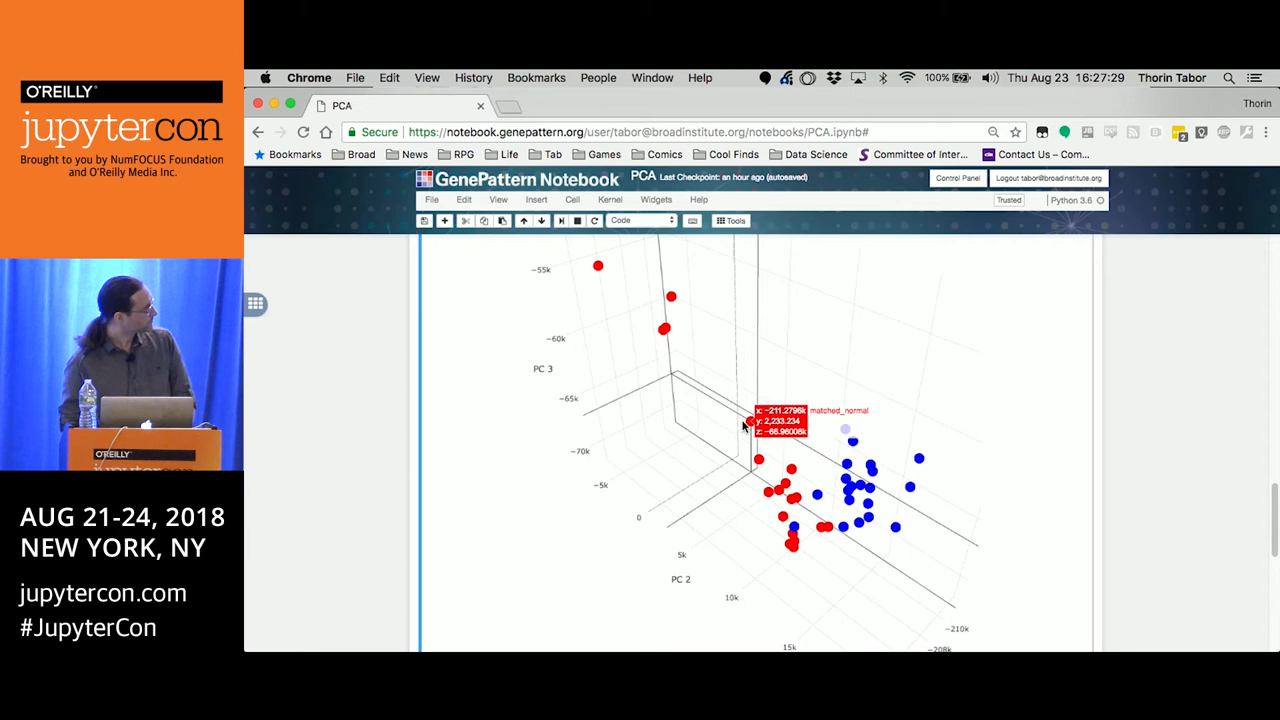 O'REILLY®
jupytercon
Brought to you by NumFOCUS Foundation
and O'Reilly Media Inc.
O'REILLY®
jupytercon
AUG 21-24, 2018
NEW YORK, NY
jupytercon.com
#JupyterCon
Chrome File Edit View History Bookmarks People Window Help 100% Thu Aug 23 16:27:29 Thorin Tabor
PCA Thorin
Secure https://notebook.genepattern.org/user/tabor@broadinstitute.org/notebooks/PCA.ipynb# 2
Bookmarks Broad News RPG Life Tab Games Comics Cool Finds Data Science Committee of Inter... Contact Us – Com...
GenePattern Notebook PCA Last Checkpoint: an hour ago (autosaved) Control Panel Logout tabor@broadinstitute.org
File Edit View Insert Cell Kernel Widgets Help Trusted Python 3.6
Code Tools
−55k
−60k
PC 3
−65k
x: −211.2796k matched_normal
y: 2,233.234
z: −66.96008k
−70k
−5k
0
5k
PC 2
10k
−210k
15k
−208k